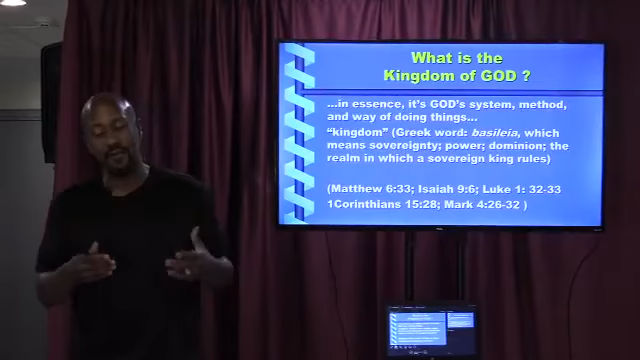 What is the
Kingdom of GOD ?
...in essence, it's GOD's system, method,
and way of doing things...
"kingdom" (Greek word: basileia, which
means sovereignty; power; dominion; the
realm in which a sovereign king rules)
(Matthew 6:33; Isaiah 9:6; Luke 1: 32-33
1Corinthians 15:28; Mark 4:26-32 )